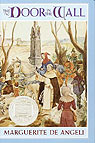 THE
DOOR IN THE
WALL
MARGUERITE DE ANGELI